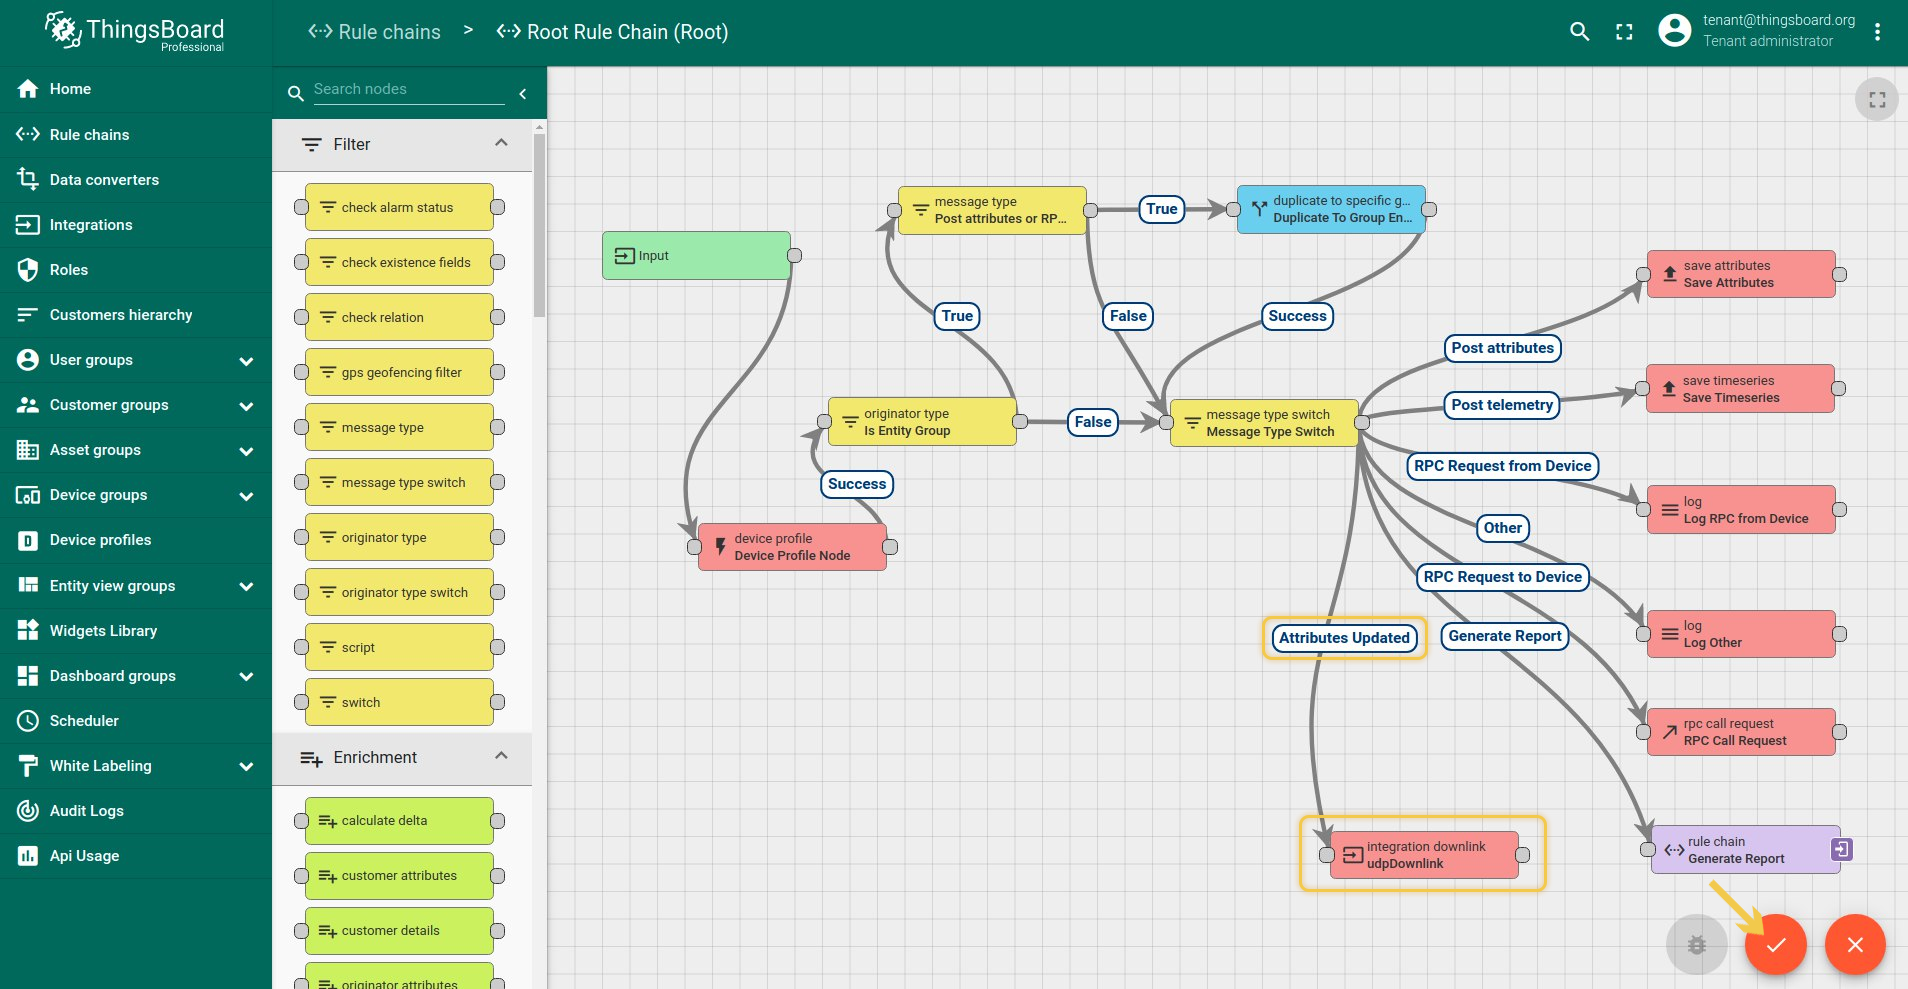 ThingsBoard
Professional
Rule chains > Root Rule Chain (Root)
tenant@thingsboard.org
Tenant administrator
Home
Rule chains
Data converters
Integrations
Roles
Customers hierarchy
User groups
Customer groups
Asset groups
Device groups
Device profiles
Entity view groups
Widgets Library
Dashboard groups
Scheduler
White Labeling
Audit Logs
Api Usage
Search nodes
Filter
check alarm status
check existence fields
check relation
gps geofencing filter
message type
message type switch
originator type
originator type switch
script
switch
Enrichment
calculate delta
customer attributes
customer details
originator attributes
Input
message type
Post attributes or RP...
True
duplicate to specific g...
Duplicate To Group En...
True
False
Success
originator type
Is Entity Group
False
message type switch
Message Type Switch
Success
device profile
Device Profile Node
Post attributes
save attributes
Save Attributes
Post telemetry
save timeseries
Save Timeseries
RPC Request from Device
log
Log RPC from Device
Other
log
Log Other
RPC Request to Device
rpc call request
RPC Call Request
Attributes Updated
Generate Report
integration downlink
udpDownlink
rule chain
Generate Report